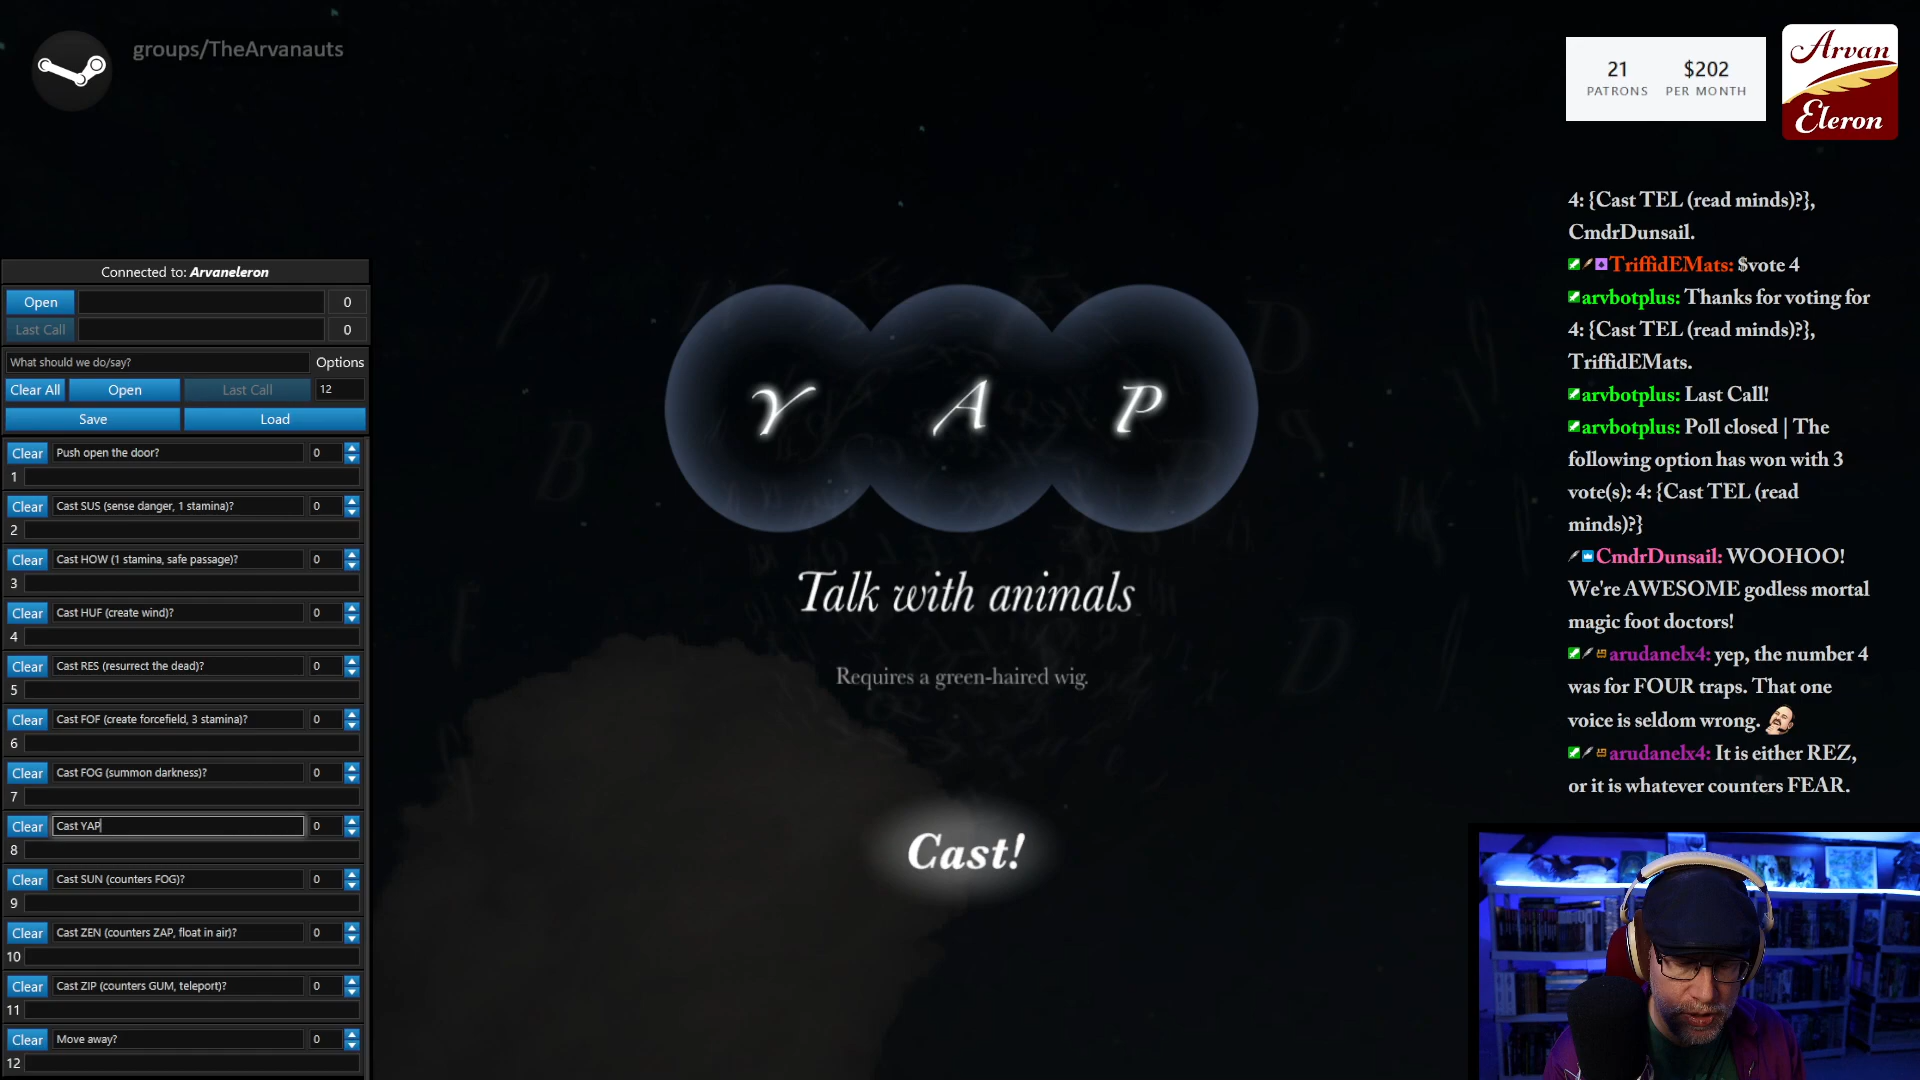 groups/TheArvanauts
21
PATRONS
$202
PER MONTH
Arvan
Eleron
Connected to: Arvaneleron
Open
0
Last Call
0
What should we do/say?
Options
Clear All
Open
Last Call
12
Save
Load
Clear
Push open the door?
0
1
Clear
Cast SUS (sense danger, 1 stamina)?
0
2
Clear
Cast HOW (1 stamina, safe passage)?
0
3
Clear
Cast HUF (create wind)?
0
4
Clear
Cast RES (resurrect the dead)?
0
5
Clear
Cast FOF (create forcefield, 3 stamina)?
0
6
Clear
Cast FOG (summon darkness)?
0
7
Clear
Cast YAP
0
8
Clear
Cast SUN (counters FOG)?
0
9
Clear
Cast ZEN (counters ZAP, float in air)?
0
10
Clear
Cast ZIP (counters GUM, teleport)?
0
11
Clear
Move away?
0
12
Y A P
Talk with animals
Requires a green-haired wig.
Cast!
4: {Cast TEL (read minds)?},
CmdrDunsail.
TriffidEMats: $vote 4
arvbotplus: Thanks for voting for
4: {Cast TEL (read minds)?},
TriffidEMats.
arvbotplus: Last Call!
arvbotplus: Poll closed | The
following option has won with 3
vote(s): 4: {Cast TEL (read
minds)?}
CmdrDunsail: WOOHOO!
We're AWESOME godless mortal
magic foot doctors!
arudanelx4: yep, the number 4
was for FOUR traps. That one
voice is seldom wrong.
arudanelx4: It is either REZ,
or it is whatever counters FEAR.